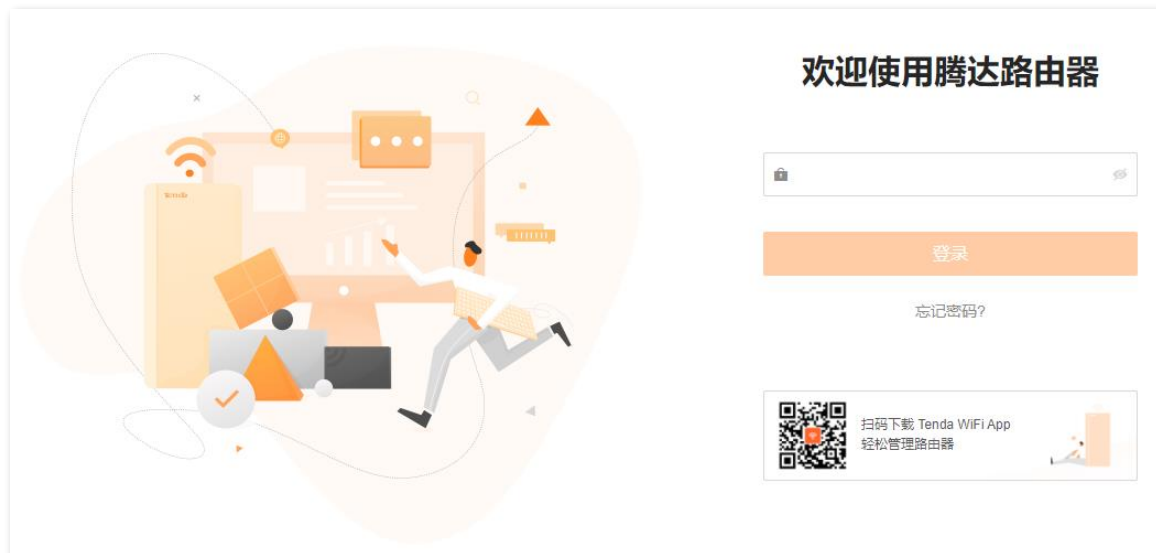 欢迎使用腾达路由器
Tenda
登录
忘记密码?
扫码下载 Tenda WiFi App
轻松管理路由器